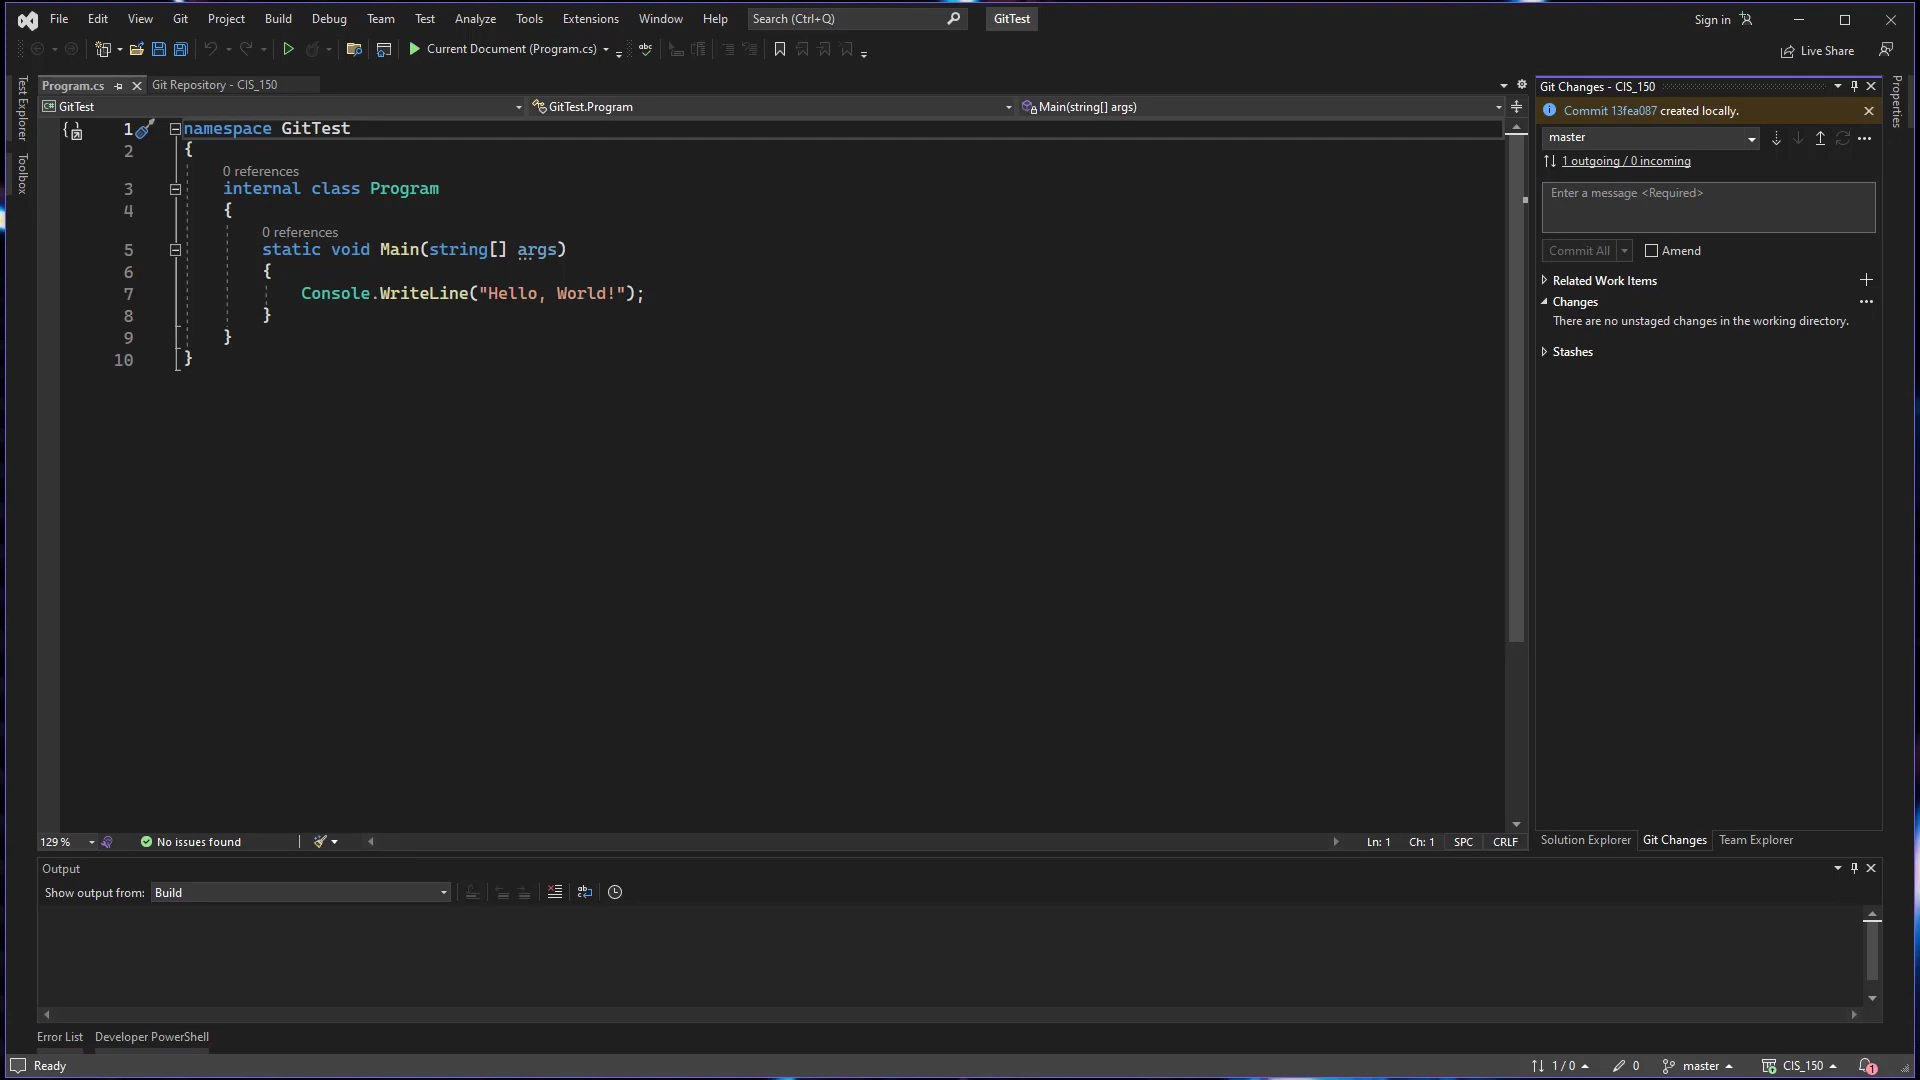 File Edit View Git Project Build Debug Team Test Analyze Tools Extensions Window Help Search (Ctrl+Q) GitTest Sign in
Current Document (Program.cs) abc Live Share
Test Explorer
Toolbox
Program.cs Git Repository - CIS_150
GitTest GitTest.Program Main(string[] args)
1 namespace GitTest
2 {
0 references
3 internal class Program
4 {
0 references
5 static void Main(string[] args)
6 {
7 Console.WriteLine("Hello, World!");
8 }
9 }
10 }
129 % No issues found Ln: 1 Ch: 1 SPC CRLF
Git Changes - CIS_150
Commit 13fea087 created locally.
master
1 outgoing / 0 incoming
Enter a message <Required>
Commit All Amend
Related Work Items
Changes
There are no unstaged changes in the working directory.
Stashes
Solution Explorer Git Changes Team Explorer
Properties
Output
Show output from: Build
Error List Developer PowerShell
Ready 1 / 0 0 master CIS_150 1